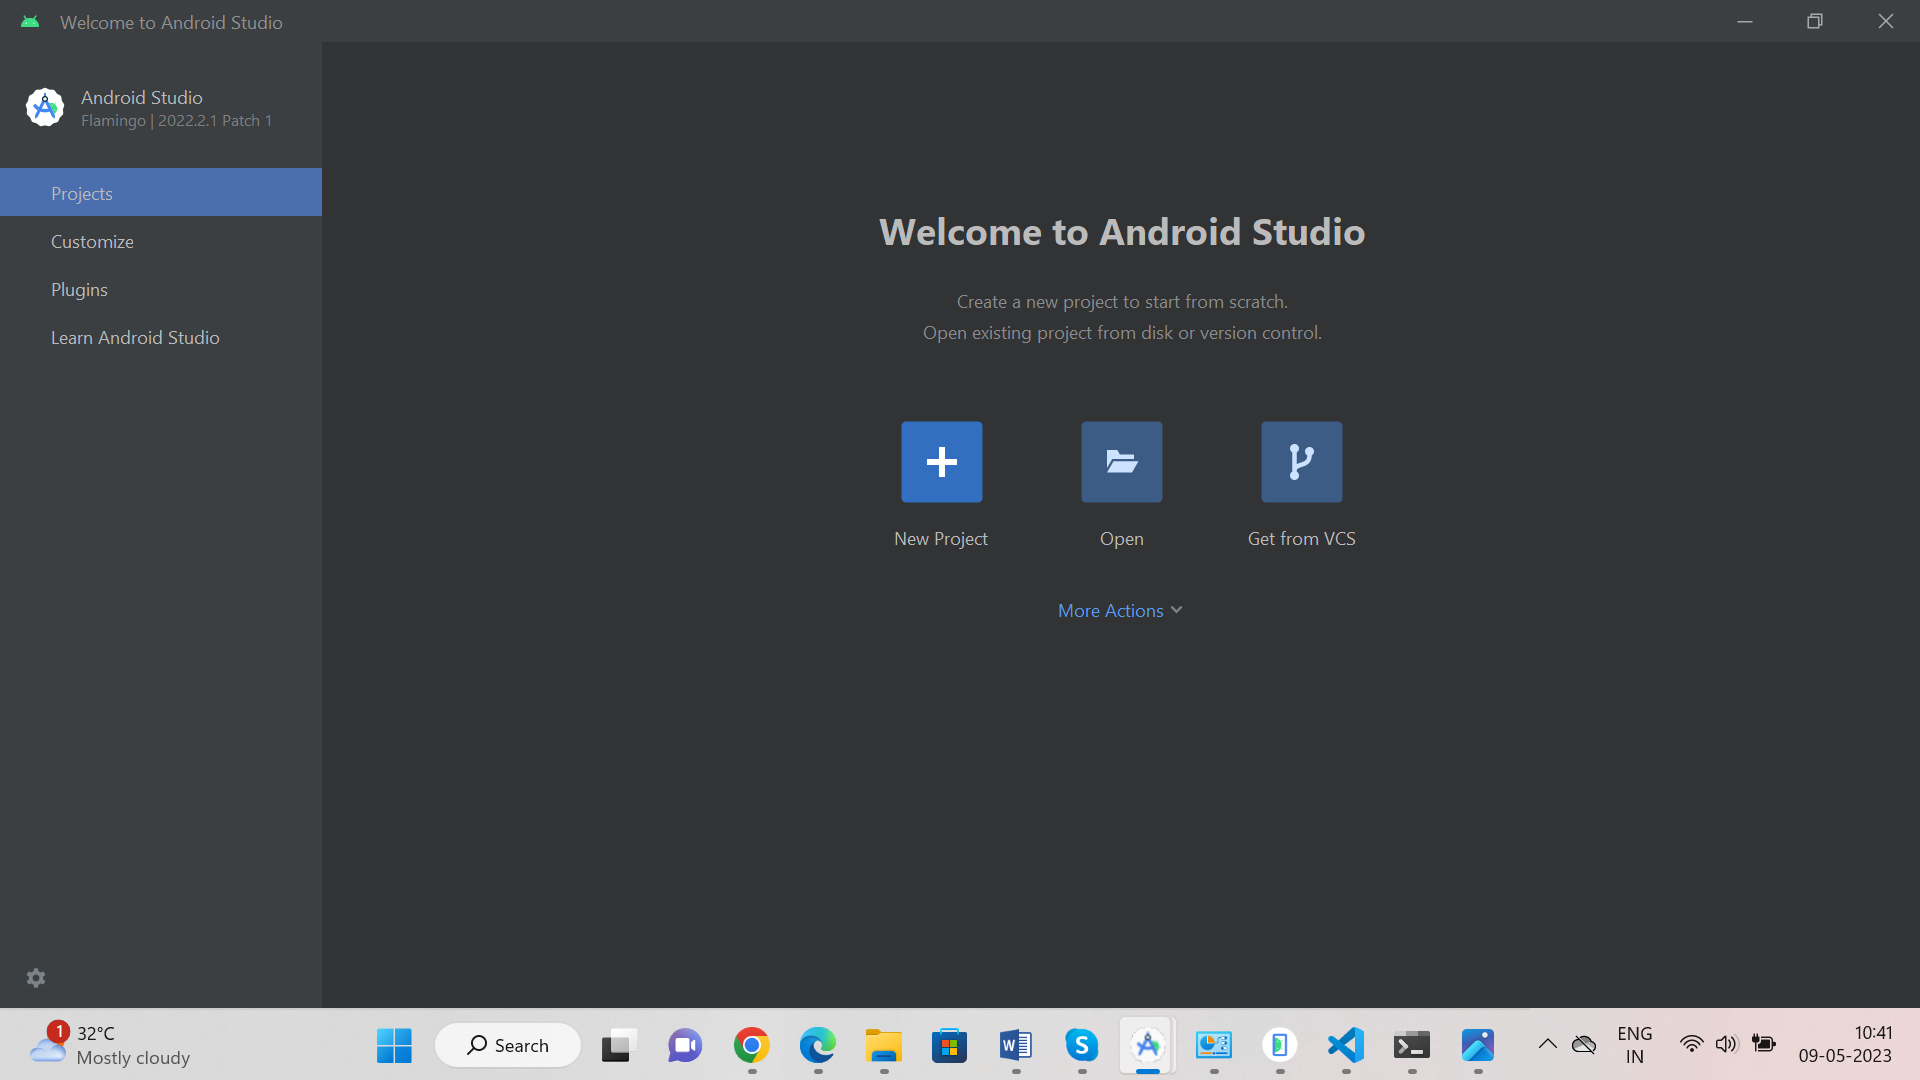 Welcome to Android Studio
Android Studio
Flamingo | 2022.2.1 Patch 1
Projects
Customize
Plugins
Learn Android Studio
Welcome to Android Studio
Create a new project to start from scratch.
Open existing project from disk or version control.
New Project
Open
Get from VCS
More Actions
1
32°C
Mostly cloudy
Search
W
S
ENG
IN
10:41
09-05-2023